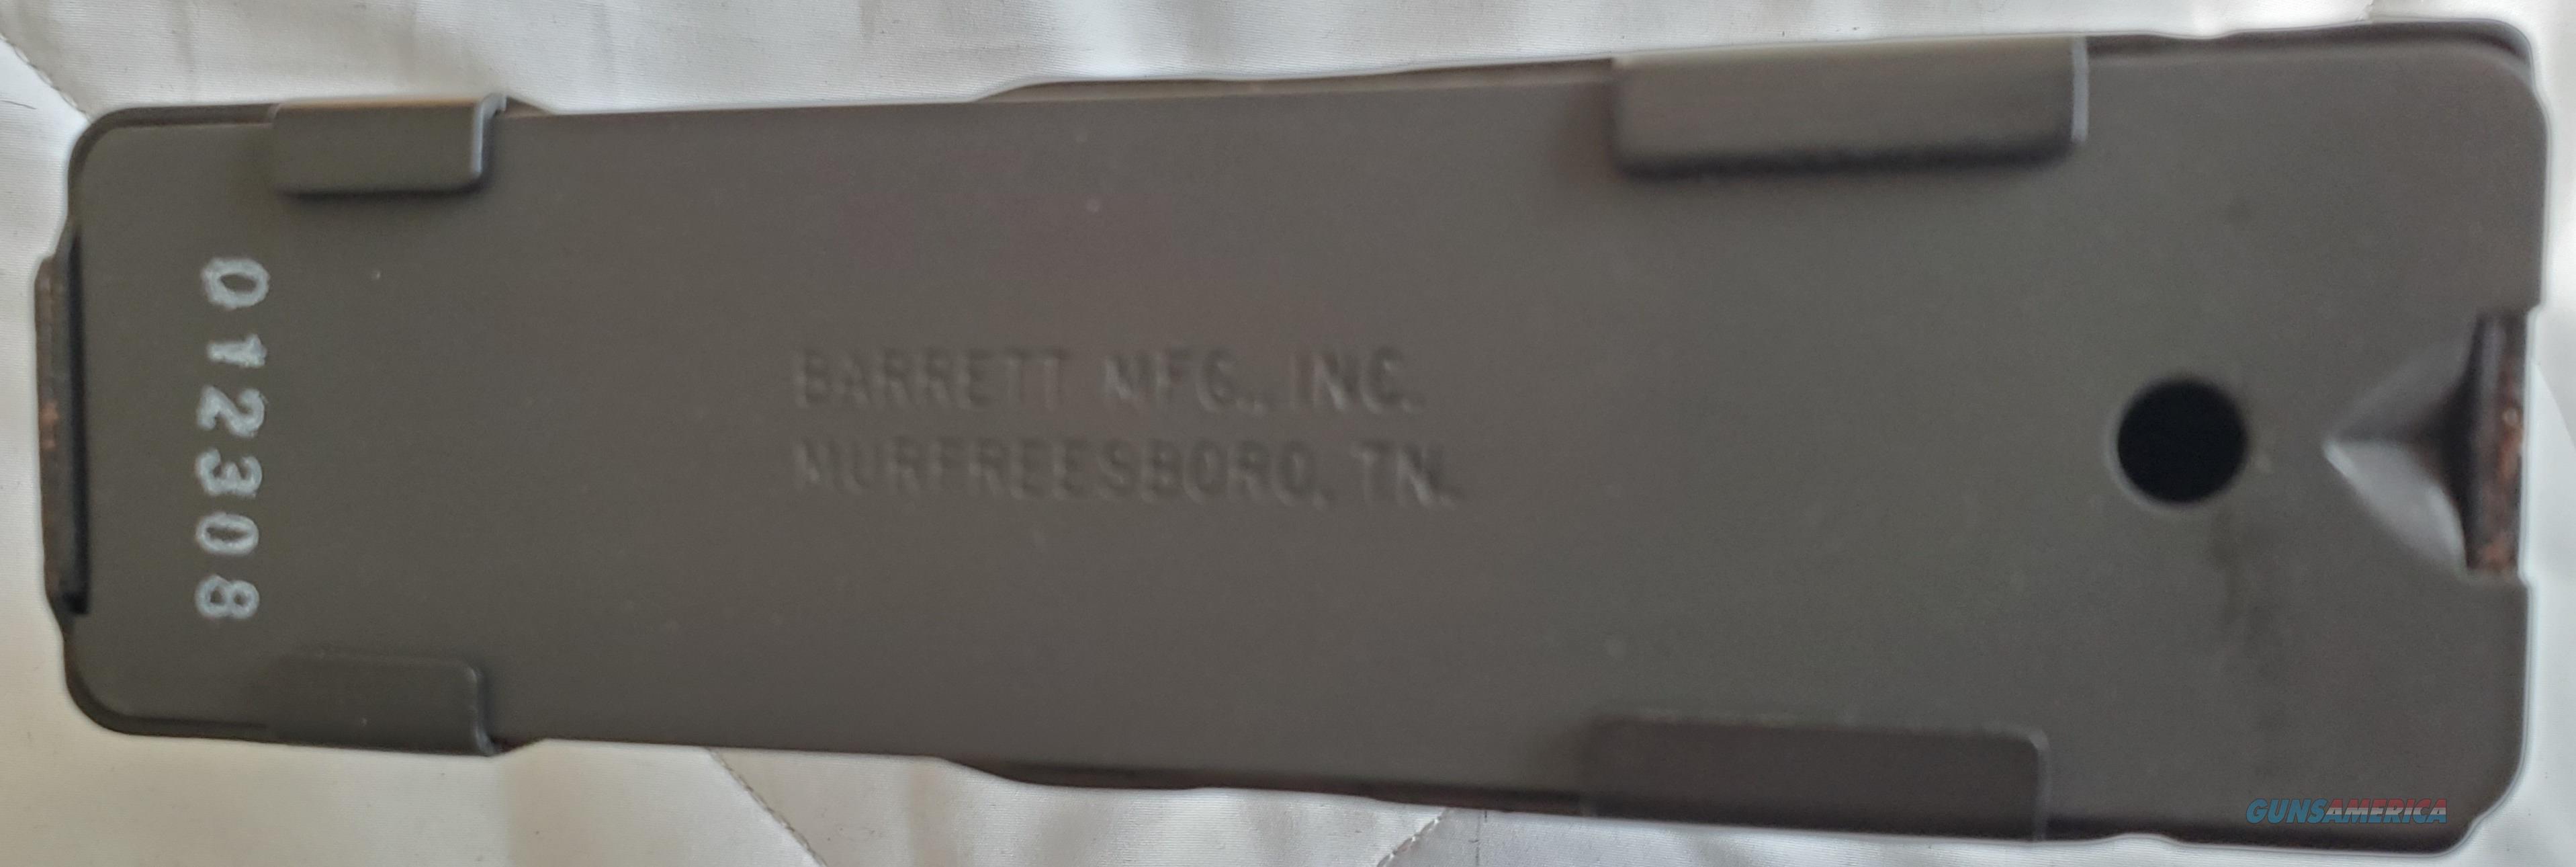 012308
BARRETT MFG., INC.
MURFREESBORO, TN.
GUNSAMERICA